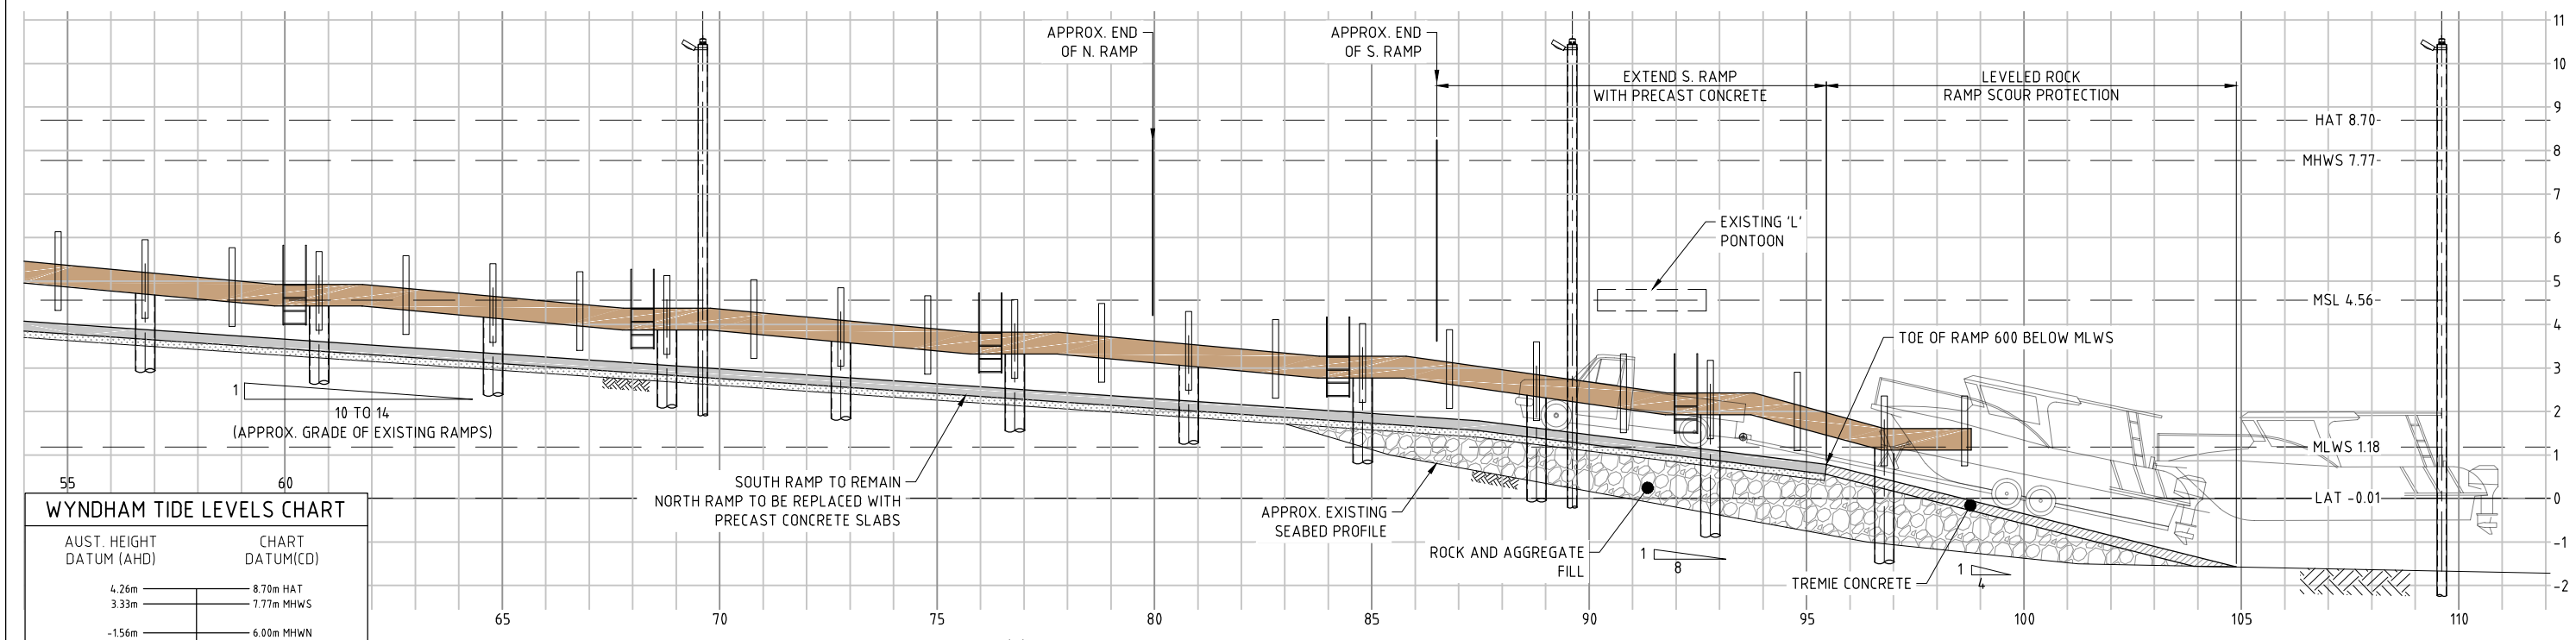 APPROX. END
OF N. RAMP
APPROX. END
OF S. RAMP
EXTEND S. RAMP
WITH PRECAST CONCRETE
LEVELED ROCK
RAMP SCOUR PROTECTION
11
10
9
HAT 8.70
8
MHWS 7.77
7
EXISTING 'L'
PONTOON
6
5
MSL 4.56
4
TOE OF RAMP 600 BELOW MLWS
3
1
10 TO 14
(APPROX. GRADE OF EXISTING RAMPS)
2
MLWS 1.18
1
55
60
SOUTH RAMP TO REMAIN
NORTH RAMP TO BE REPLACED WITH
PRECAST CONCRETE SLABS
APPROX. EXISTING
SEABED PROFILE
LAT -0.01
0
ROCK AND AGGREGATE
FILL
1
8
-1
TREMIE CONCRETE
1
4
-2
65
70
75
80
85
90
95
100
105
110
WYNDHAM TIDE LEVELS CHART
AUST. HEIGHT
DATUM (AHD)
CHART
DATUM(CD)
4.26m
8.70m HAT
3.33m
7.77m MHWS
-1.56m
6.00m MHWN